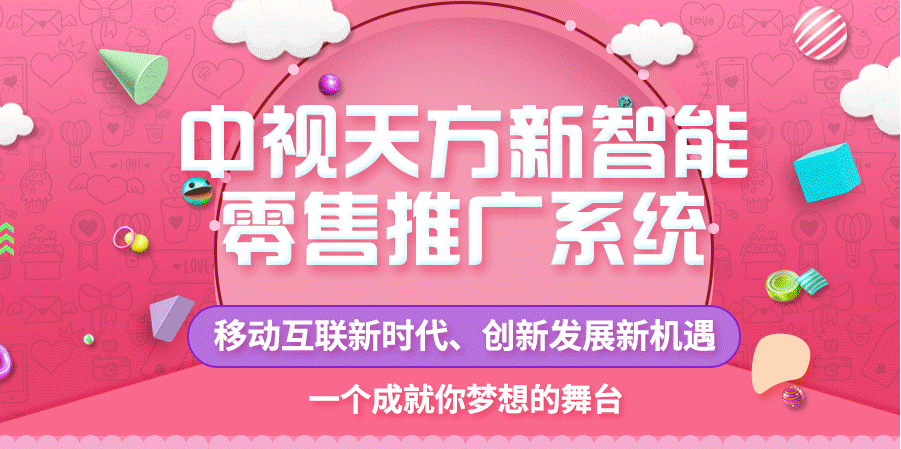 中视天方新智能
零售推广系统
移动互联新时代、创新发展新机遇
一个成就你梦想的舞台